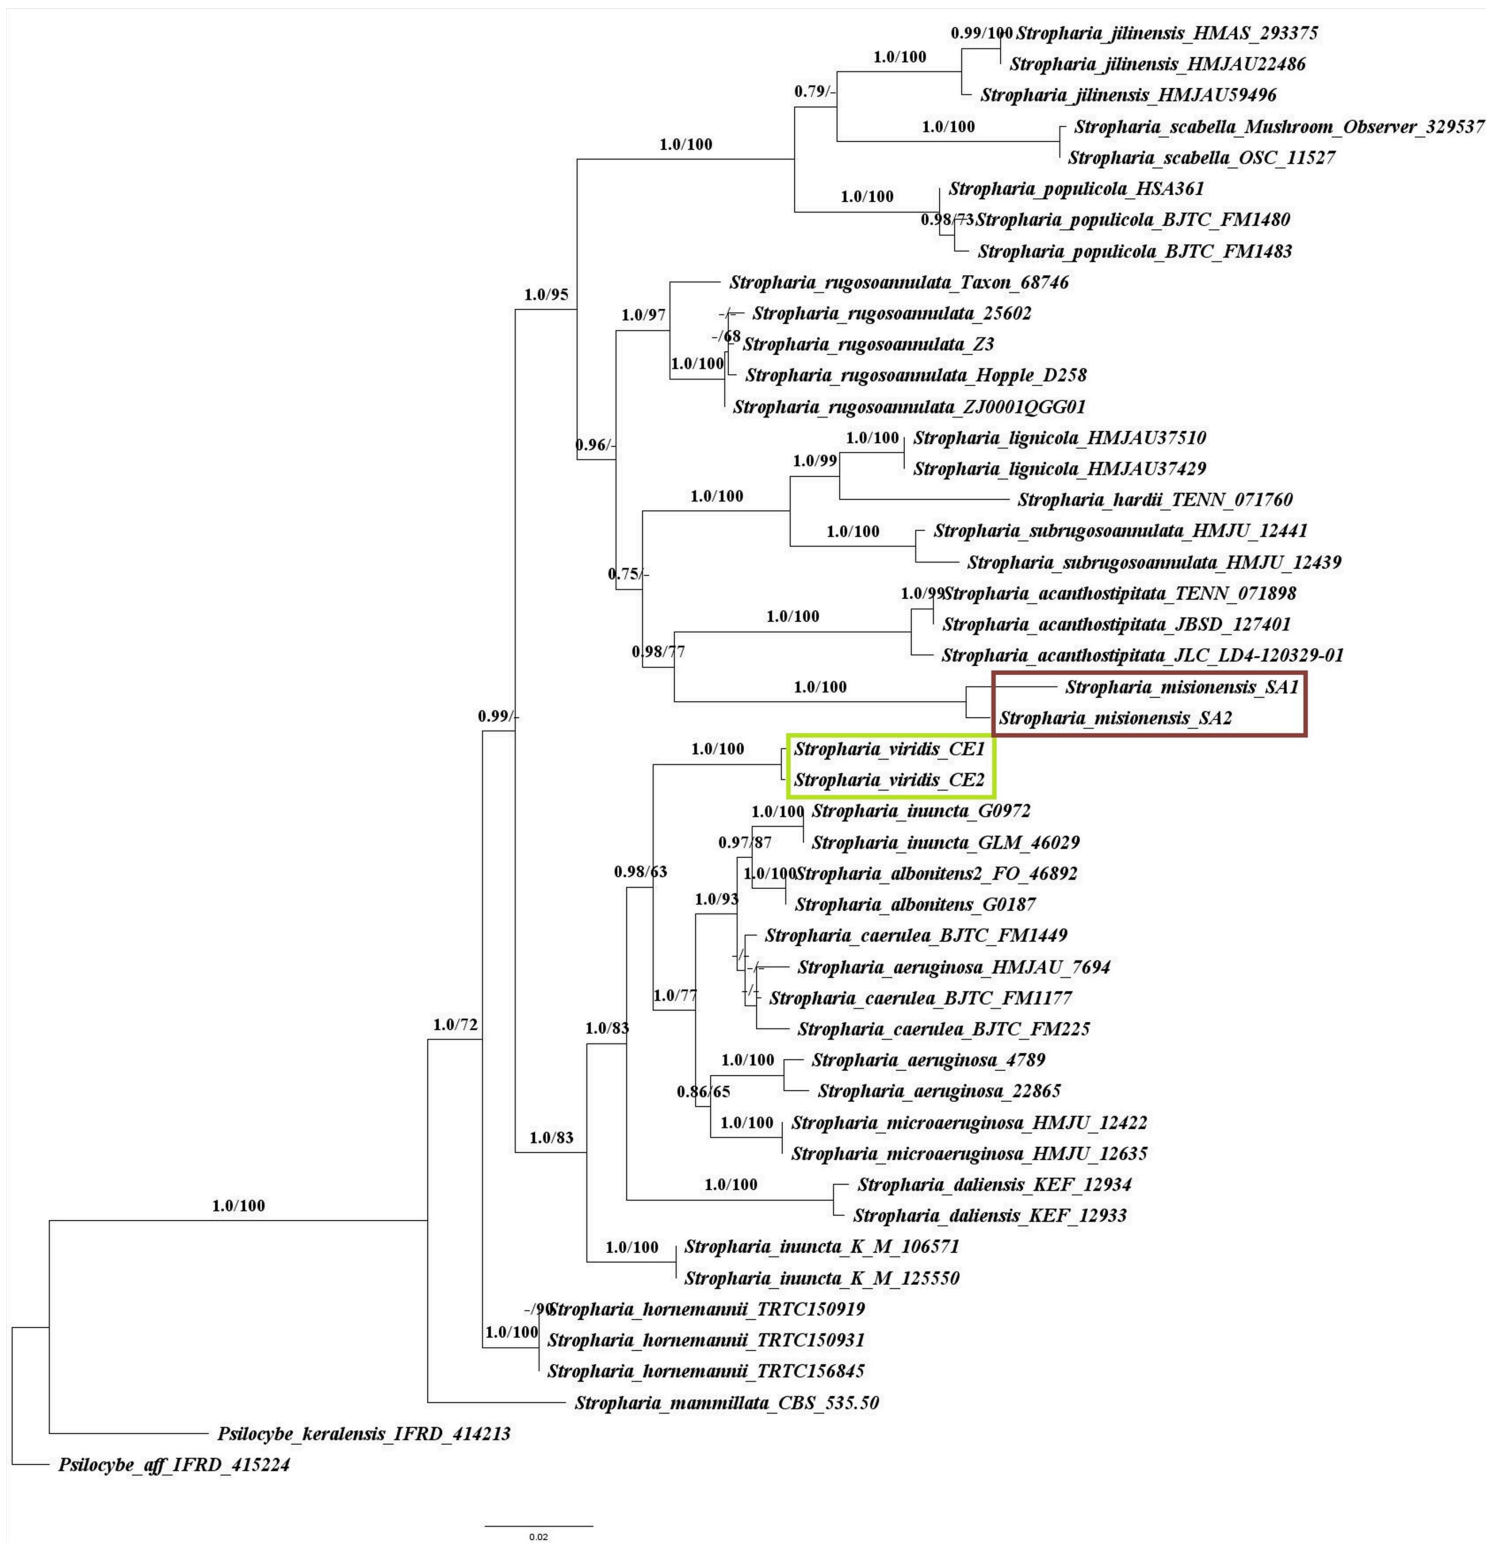 0.99/100 Stropharia_jilinensis_HMAS_293375
1.0/100 Stropharia_jilinensis_HMJAU22486
0.79/- Stropharia_jilinensis_HMJAU59496
1.0/100 Stropharia_scabella_Mushroom_Observer_329537
1.0/100 Stropharia_scabella_OSC_11527
Stropharia_populicola_HSA361
1.0/100
0.98/73 Stropharia_populicola_BJTC_FM1480
Stropharia_populicola_BJTC_FM1483
Stropharia_rugosoannulata_Taxon_68746
1.0/95
1.0/97 -/- Stropharia_rugosoannulata_25602
-/68 Stropharia_rugosoannulata_Z3
1.0/100 Stropharia_rugosoannulata_Hopple_D258
Stropharia_rugosoannulata_ZJ0001QGG01
0.96/- 1.0/100 Stropharia_lignicola_HMJAU37510
1.0/99 Stropharia_lignicola_HMJAU37429
1.0/100 Stropharia_hardii_TENN_071760
1.0/100 Stropharia_subrugosoannulata_HMJU_12441
Stropharia_subrugosoannulata_HMJU_12439
0.75/-
1.0/99 Stropharia_acanthostipitata_TENN_071898
1.0/100 Stropharia_acanthostipitata_JBSD_127401
0.98/77 Stropharia_acanthostipitata_JLC_LD4-120329-01
1.0/100 Stropharia_misionensis_SA1
0.99/- Stropharia_misionensis_SA2
1.0/100 Stropharia_viridis_CE1
Stropharia_viridis_CE2
1.0/100 Stropharia_inuncta_G0972
0.97/87 Stropharia_inuncta_GLM_46029
0.98/63 1.0/100 Stropharia_albonitens2_FO_46892
1.0/93 Stropharia_albonitens_G0187
Stropharia_caerulea_BJTC_FM1449
-/-
-/- Stropharia_aeruginosa_HMJAU_7694
1.0/77 -/- Stropharia_caerulea_BJTC_FM1177
1.0/72 1.0/83 Stropharia_caerulea_BJTC_FM225
1.0/100 Stropharia_aeruginosa_4789
0.86/65 Stropharia_aeruginosa_22865
1.0/100 Stropharia_microaeruginosa_HMJU_12422
1.0/83 Stropharia_microaeruginosa_HMJU_12635
1.0/100 Stropharia_daliensis_KEF_12934
1.0/100 Stropharia_daliensis_KEF_12933
1.0/100 Stropharia_inuncta_K_M_106571
Stropharia_inuncta_K_M_125550
-/90 Stropharia_hornemannii_TRTC150919
1.0/100 Stropharia_hornemannii_TRTC150931
Stropharia_hornemannii_TRTC156845
Stropharia_mammillata_CBS_535.50
Psilocybe_keralensis_IFRD_414213
Psilocybe_aff_IFRD_415224
0.02